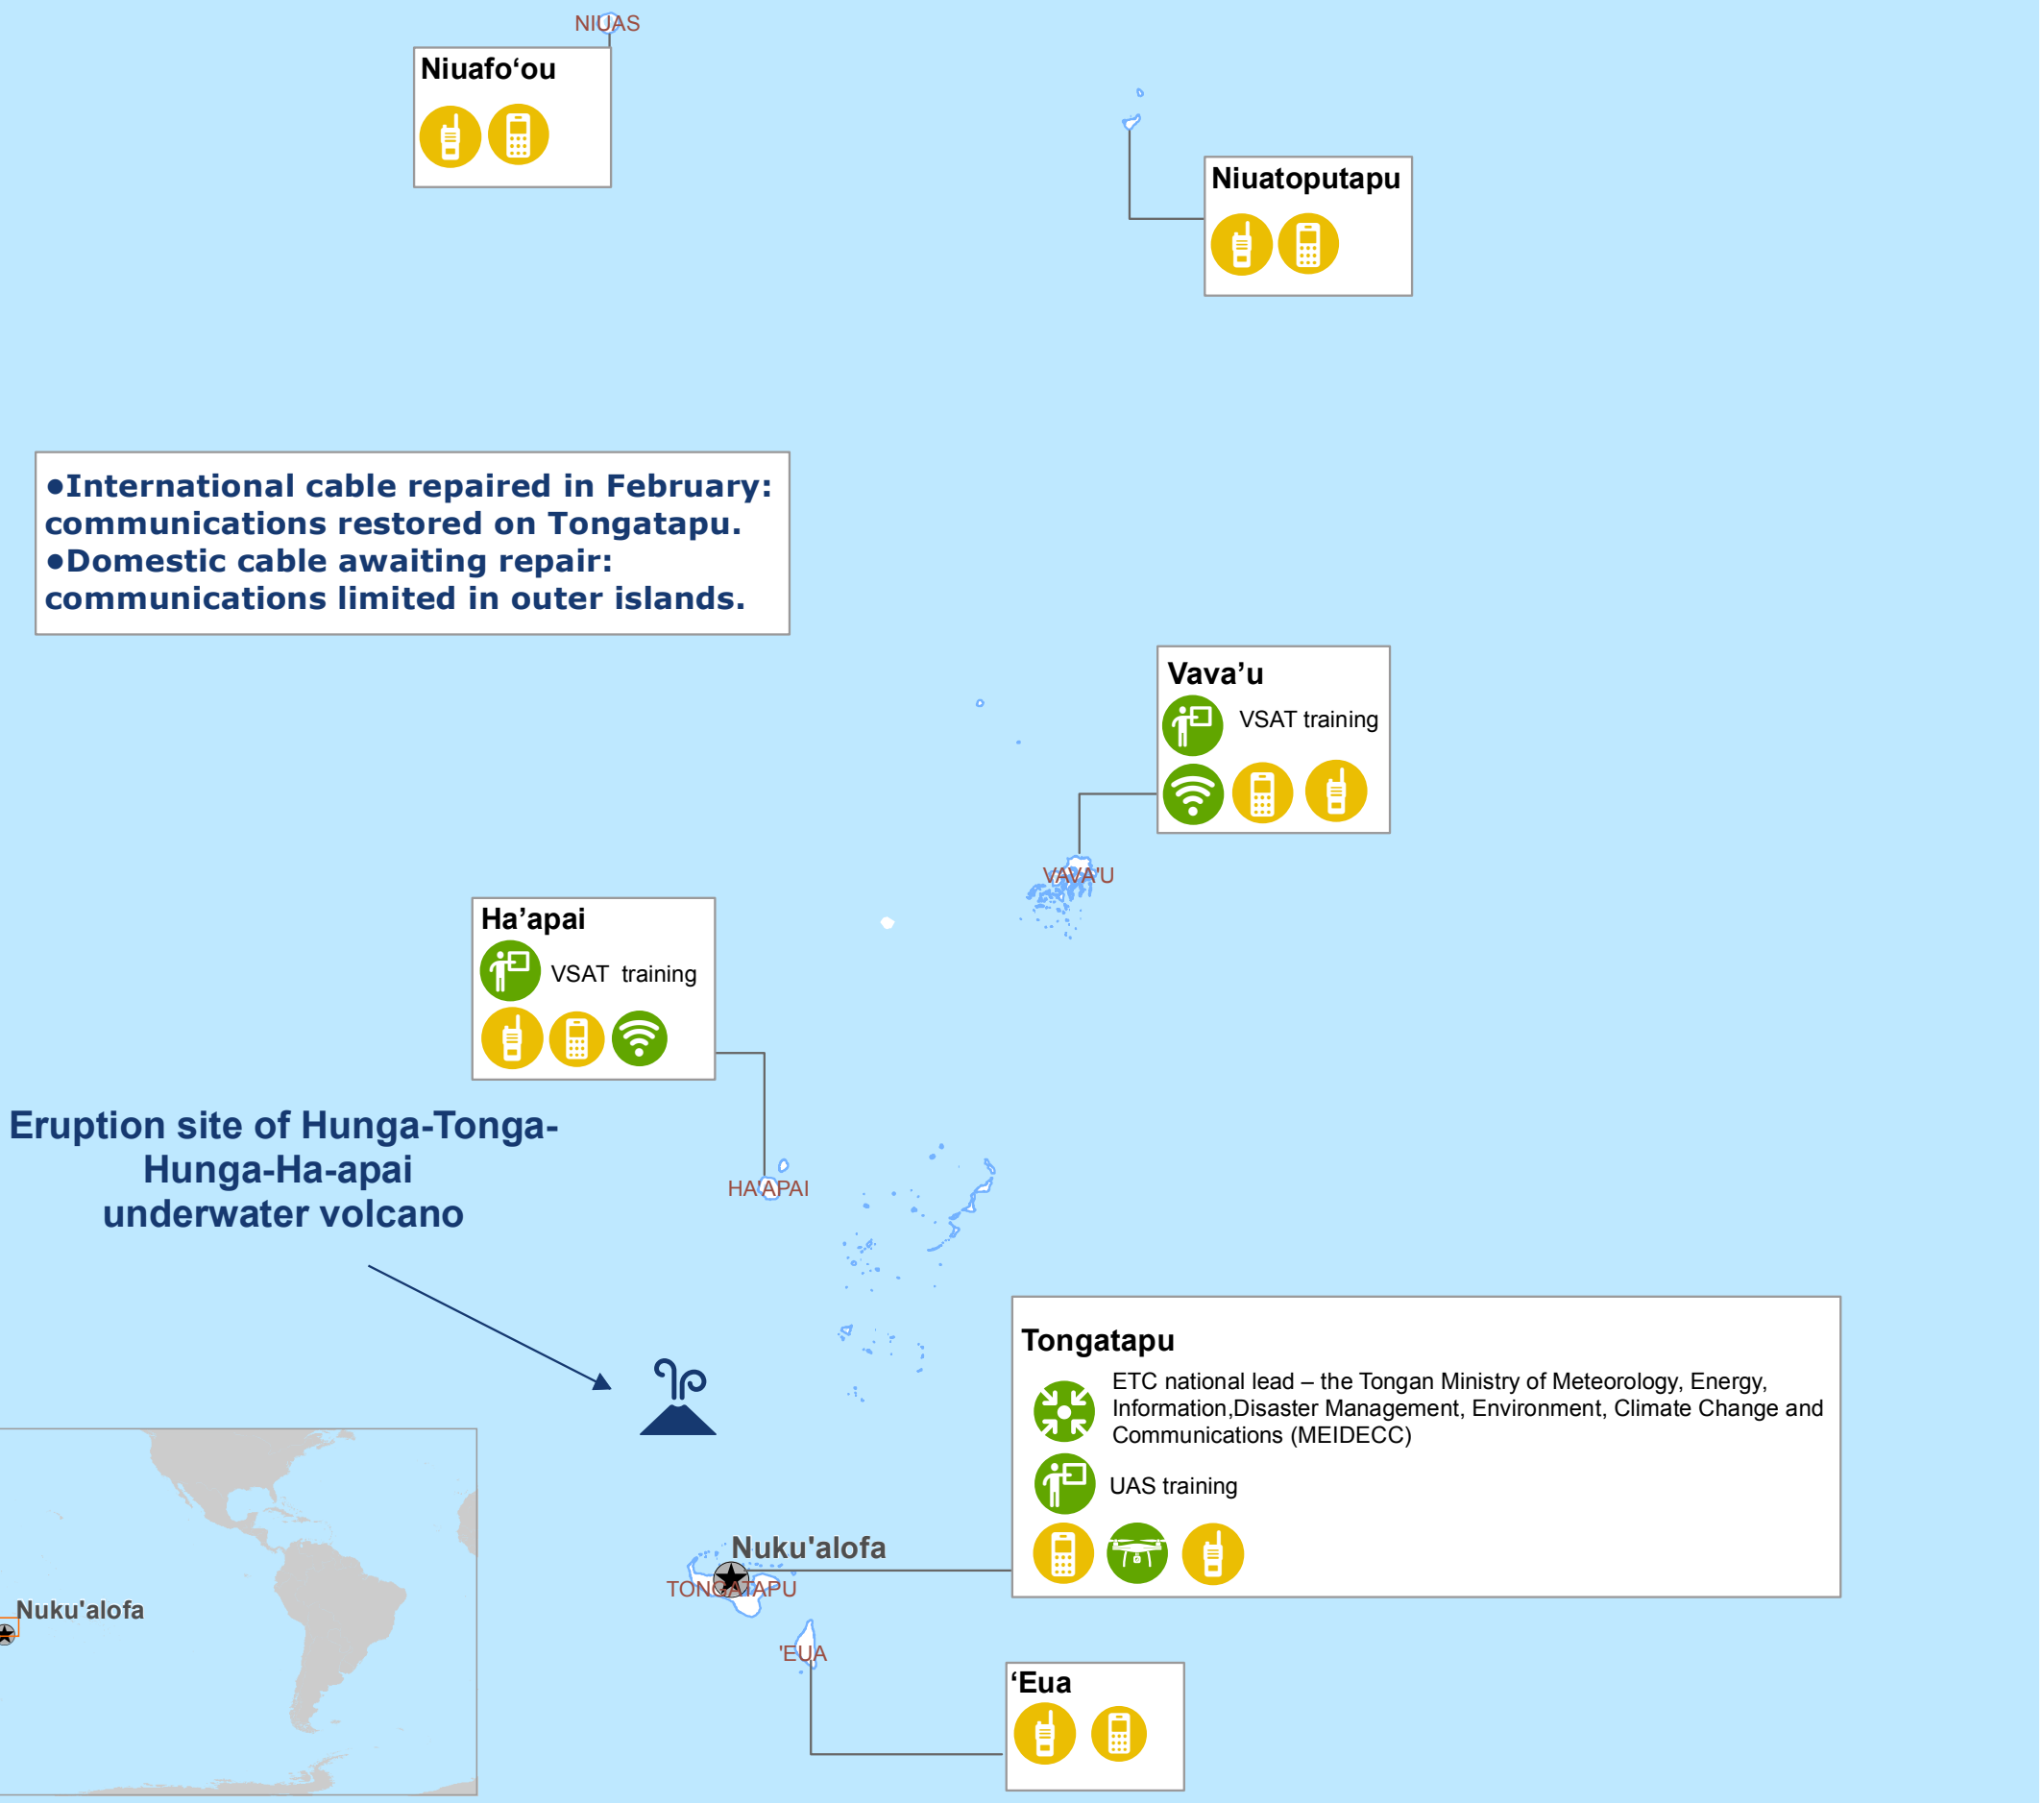 NIUAS
Niuafo‘ou
Niuatoputapu
●International cable repaired in February:
communications restored on Tongatapu.
●Domestic cable awaiting repair:
communications limited in outer islands.
Vava’u
VSAT training
VAVA'U
Ha’apai
VSAT training
Eruption site of Hunga-Tonga-
Hunga-Ha-apai
underwater volcano
HA'APAI
Tongatapu
ETC national lead – the Tongan Ministry of Meteorology, Energy,
Information,Disaster Management, Environment, Climate Change and
Communications (MEIDECC)
UAS training
Nuku'alofa
TONGATAPU
Nuku'alofa
'EUA
‘Eua